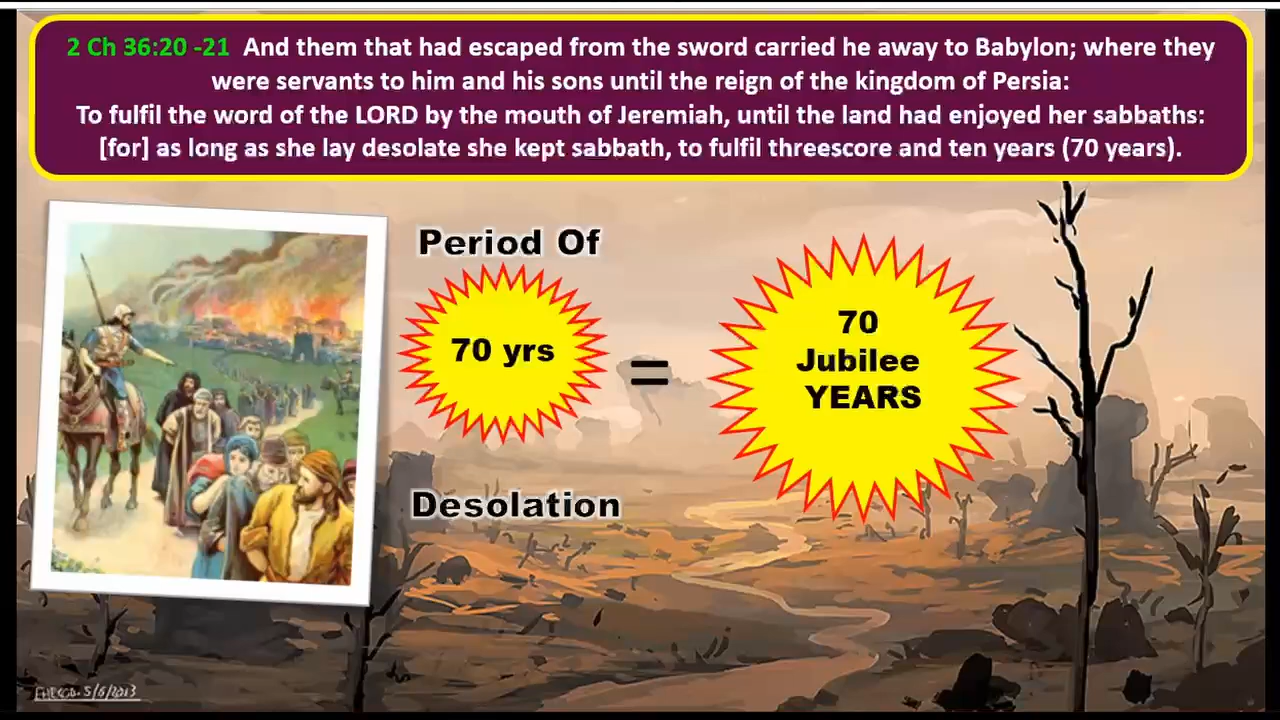 2 Ch 36:20 -21 And them that had escaped from the sword carried he away to Babylon; where they
were servants to him and his sons until the reign of the kingdom of Persia:
To fulfil the word of the LORD by the mouth of Jeremiah, until the land had enjoyed her sabbaths:
[for] as long as she lay desolate she kept sabbath, to fulfil threescore and ten years (70 years).
Period Of
70 yrs
Desolation
=
70
Jubilee
YEARS
5/6/2013